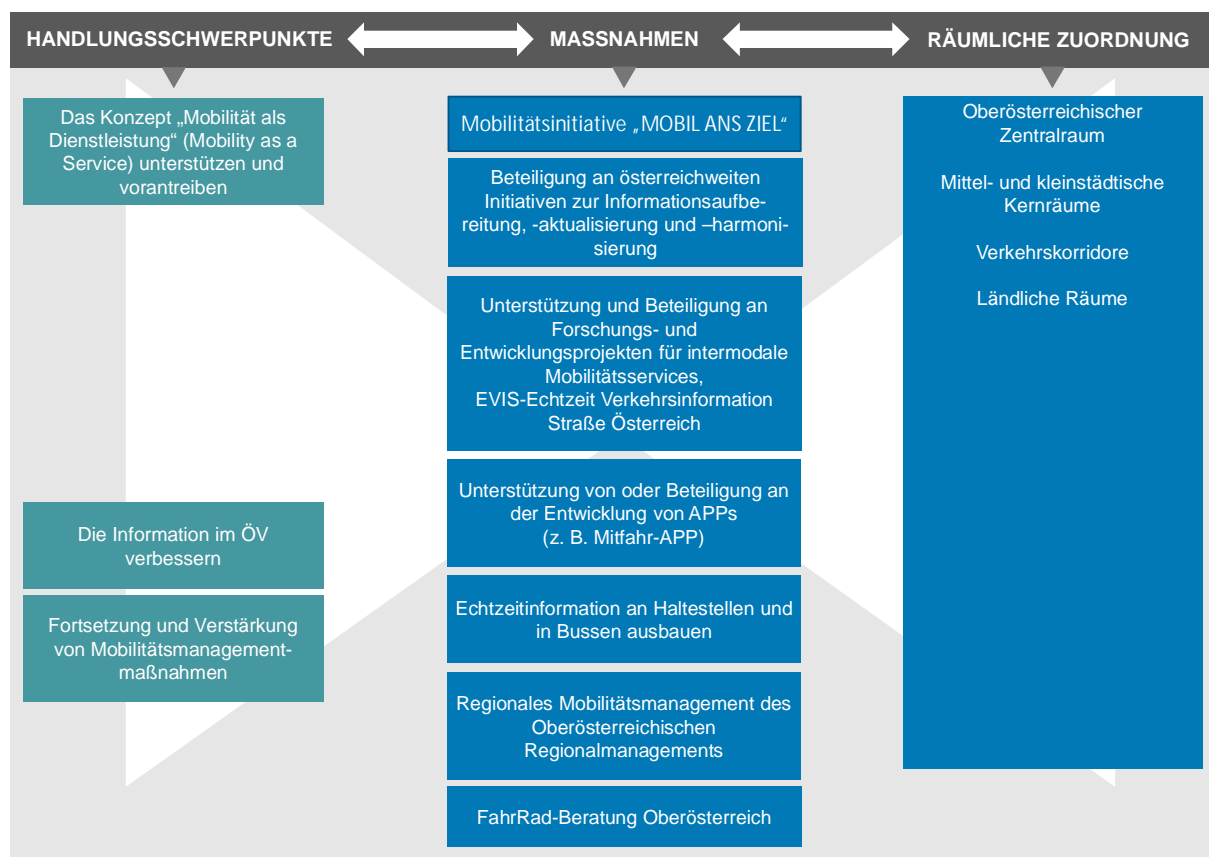 HANDLUNGSSCHWERPUNKTE
MASSNAHMEN
RÄUMLICHE ZUORDNUNG
Das Konzept „Mobilität als
Dienstleistung“ (Mobility as a
Service) unterstützen und
vorantreiben
Die Information im ÖV
verbessern
Fortsetzung und Verstärkung
von Mobilitätsmanagement-
maßnahmen
Mobilitätsinitiative „MOBIL ANS ZIEL“
Beteiligung an österreichweiten
Initiativen zur Informationsaufbe-
reitung, -aktualisierung und –harmoni-
sierung
Unterstützung und Beteiligung an
Forschungs- und
Entwicklungsprojekten für intermodale
Mobilitätsservices,
EVIS-Echtzeit Verkehrsinformation
Straße Österreich
Unterstützung von oder Beteiligung an
der Entwicklung von APPs
(z. B. Mitfahr-APP)
Echtzeitinformation an Haltestellen und
in Bussen ausbauen
Regionales Mobilitätsmanagement des
Oberösterreichischen
Regionalmanagements
FahrRad-Beratung Oberösterreich
Oberösterreichischer
Zentralraum
Mittel- und kleinstädtische
Kernräume
Verkehrskorridore
Ländliche Räume